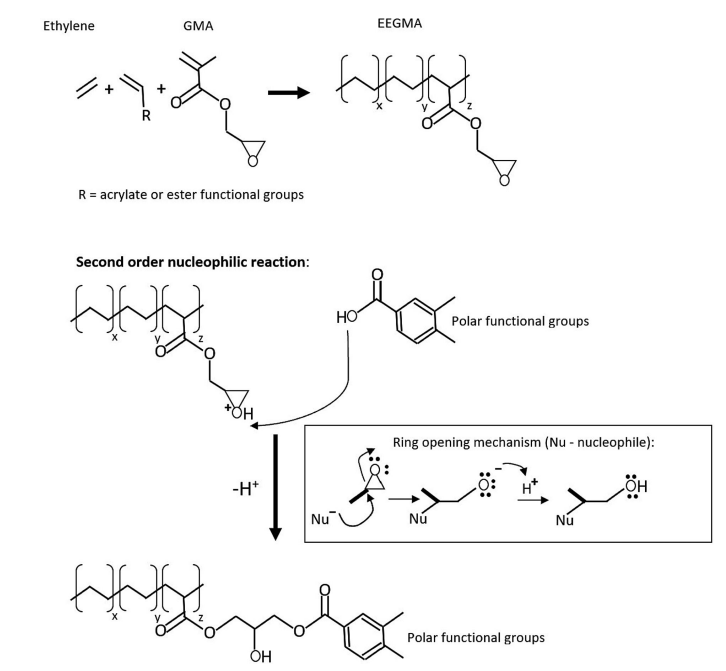 Ethylene
GMA
EEGMA
+
+
R
O
O
O
x
y
z
O
O
O
R = acrylate or ester functional groups
Second order nucleophilic reaction:
O
HO
Polar functional groups
x
y
z
O
O
+OH
-H+
Ring opening mechanism (Nu - nucleophile):
O
Nu−
O−
Nu
H+
OH
Nu
x
y
z
O
O
OH
O
O
Polar functional groups